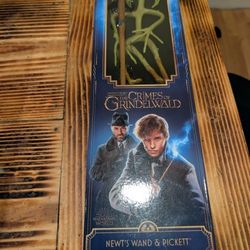 THE CRIMES OF
GRINDELWALD
NEWT'S WAND & PICKETT